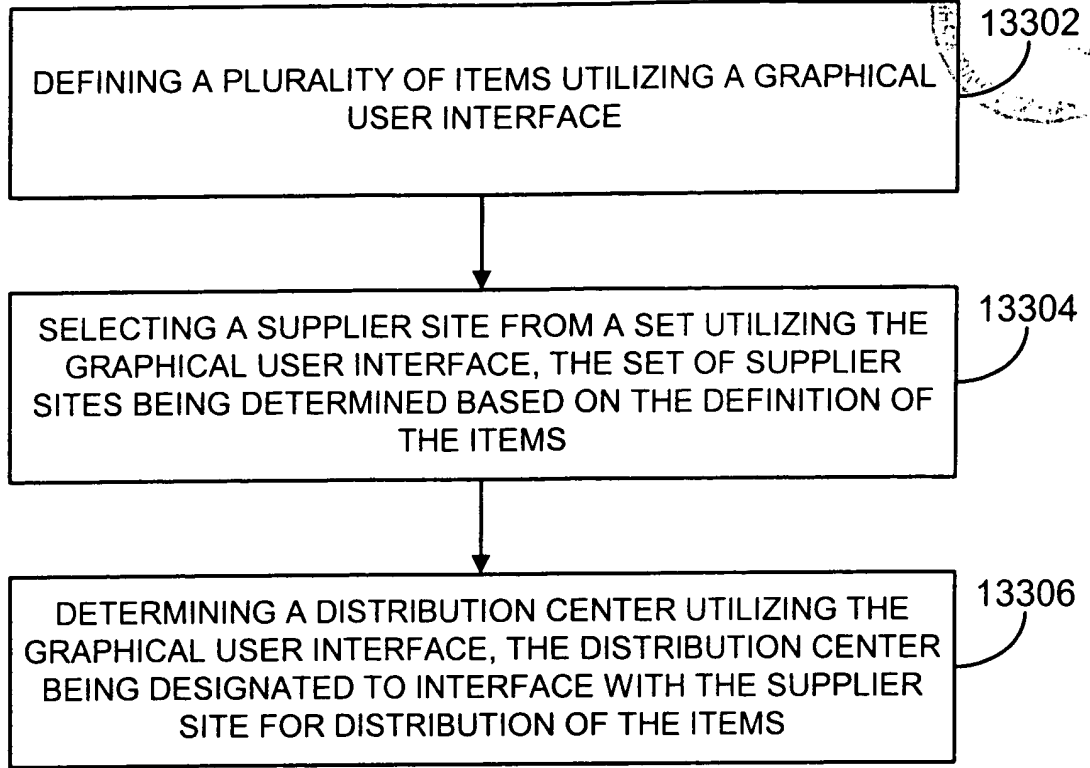 13302
DEFINING A PLURALITY OF ITEMS UTILIZING A GRAPHICAL
USER INTERFACE
13304
SELECTING A SUPPLIER SITE FROM A SET UTILIZING THE
GRAPHICAL USER INTERFACE, THE SET OF SUPPLIER
SITES BEING DETERMINED BASED ON THE DEFINITION OF
THE ITEMS
13306
DETERMINING A DISTRIBUTION CENTER UTILIZING THE
GRAPHICAL USER INTERFACE, THE DISTRIBUTION CENTER
BEING DESIGNATED TO INTERFACE WITH THE SUPPLIER
SITE FOR DISTRIBUTION OF THE ITEMS